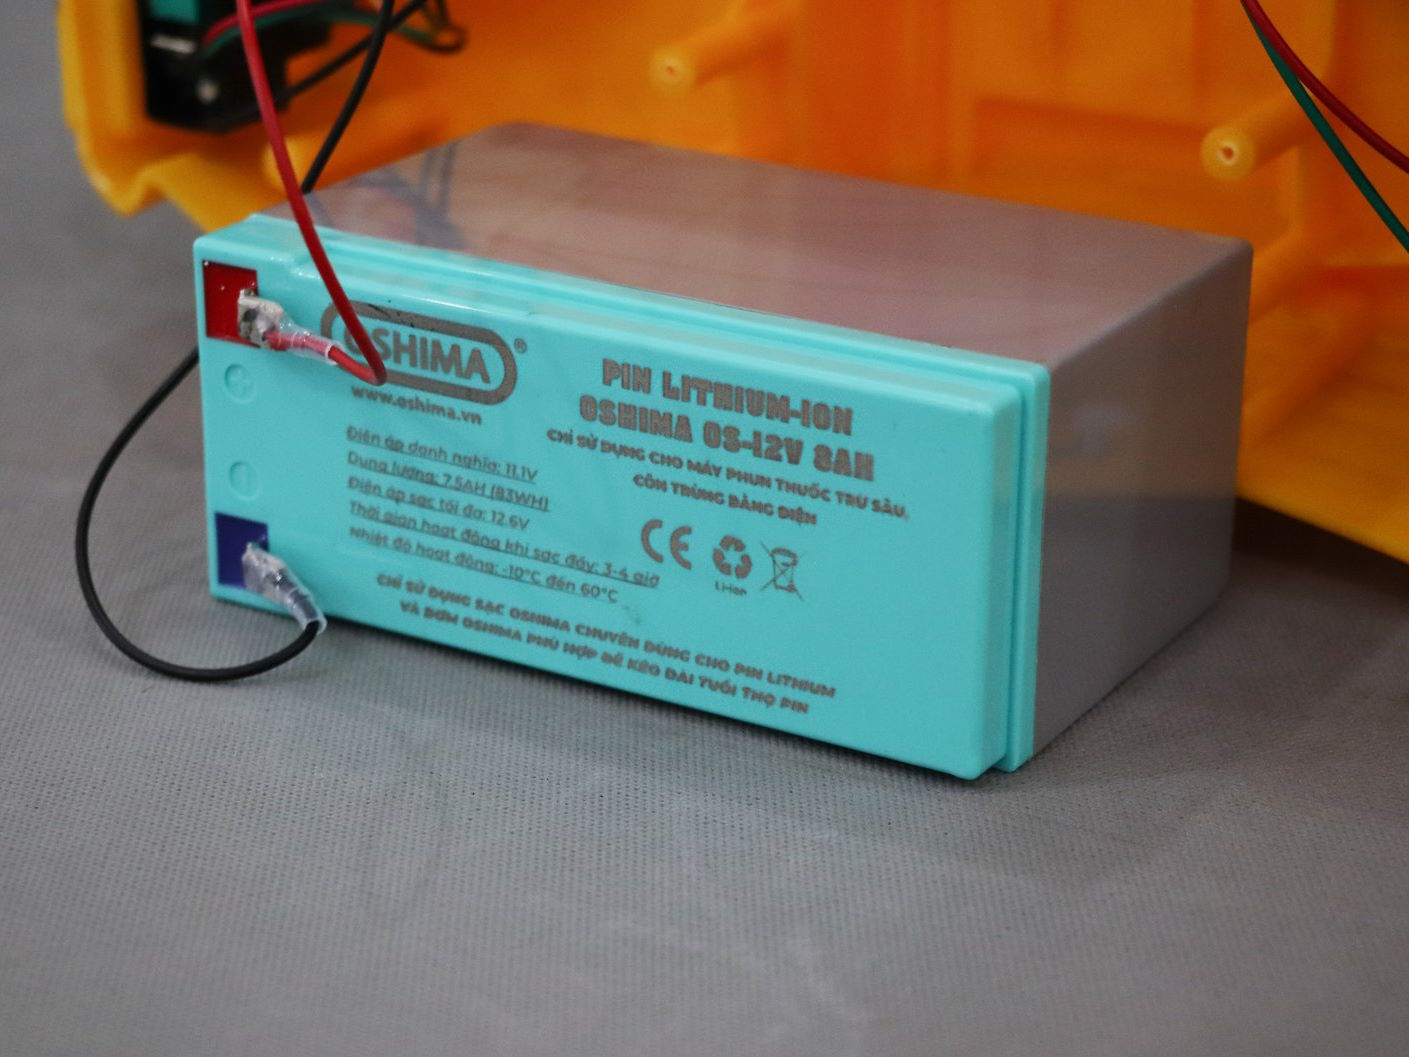 OSHIMA®
www.oshima.vn
Điện áp danh nghĩa: 11.1V
Dung lượng: 7.5AH (83WH)
Điện áp sạc tối đa: 12.6V
Thời gian hoạt động khi sạc đầy: 3-4 giờ
Nhiệt độ hoạt động: -10°C đến 60°C
PIN LITHIUM-ION
OSHIMA OS-12V 8AH
CHỈ SỬ DỤNG CHO MÁY PHUN THUỐC TRỪ SÂU,
CÔN TRÙNG BẰNG ĐIỆN
CE
Li-ion
CHỈ SỬ DỤNG SẠC OSHIMA CHUYÊN DÙNG CHO PIN LITHIUM
VÀ BƠM OSHIMA PHÙ HỢP ĐỂ KÉO DÀI TUỔI THỌ PIN